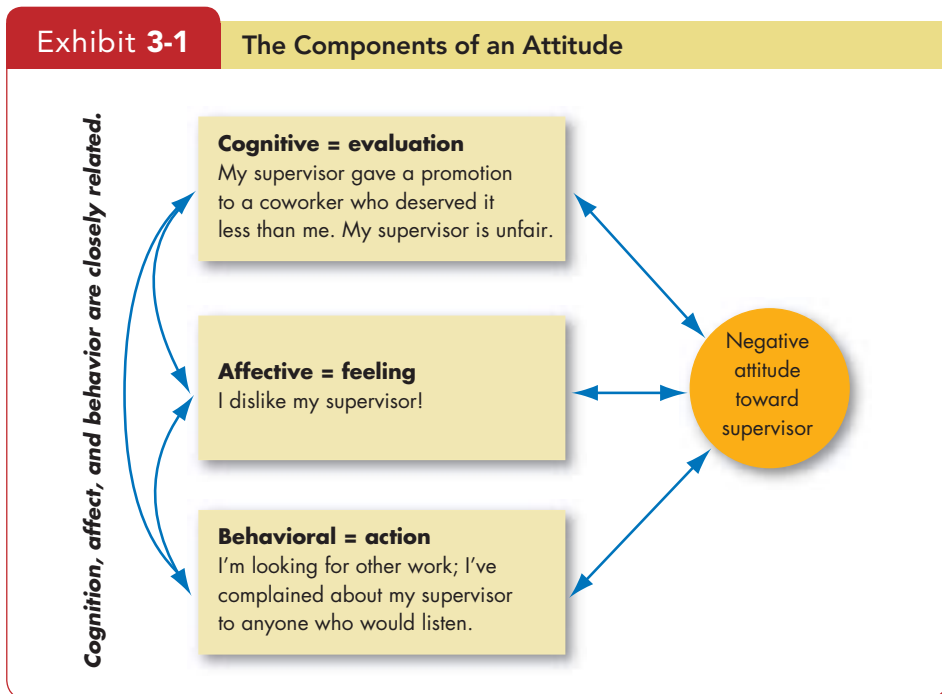 Exhibit 3-1
The Components of an Attitude
Cognition, affect, and behavior are closely related.
Cognitive = evaluation
My supervisor gave a promotion
to a coworker who deserved it
less than me. My supervisor is unfair.
Affective = feeling
I dislike my supervisor!
Behavioral = action
I'm looking for other work; I've
complained about my supervisor
to anyone who would listen.
Negative
attitude
toward
supervisor